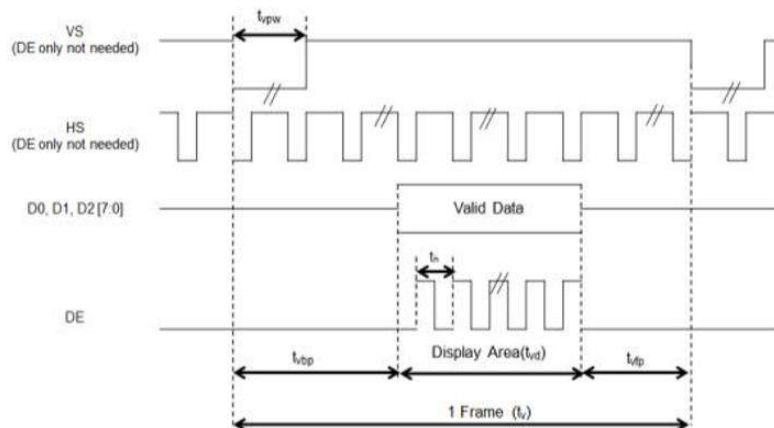 tvpw
VS
(DE only not needed)
HS
(DE only not needed)
D0, D1, D2 [7:0]
Valid Data
th
DE
tvbp
Display Area(tvd)
tvfp
1 Frame (tv)